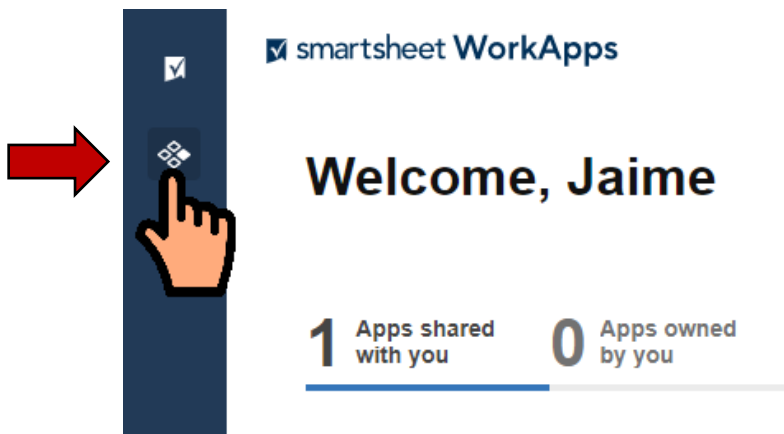 smartsheet WorkApps
Welcome, Jaime
1 Apps shared with you
0 Apps owned by you